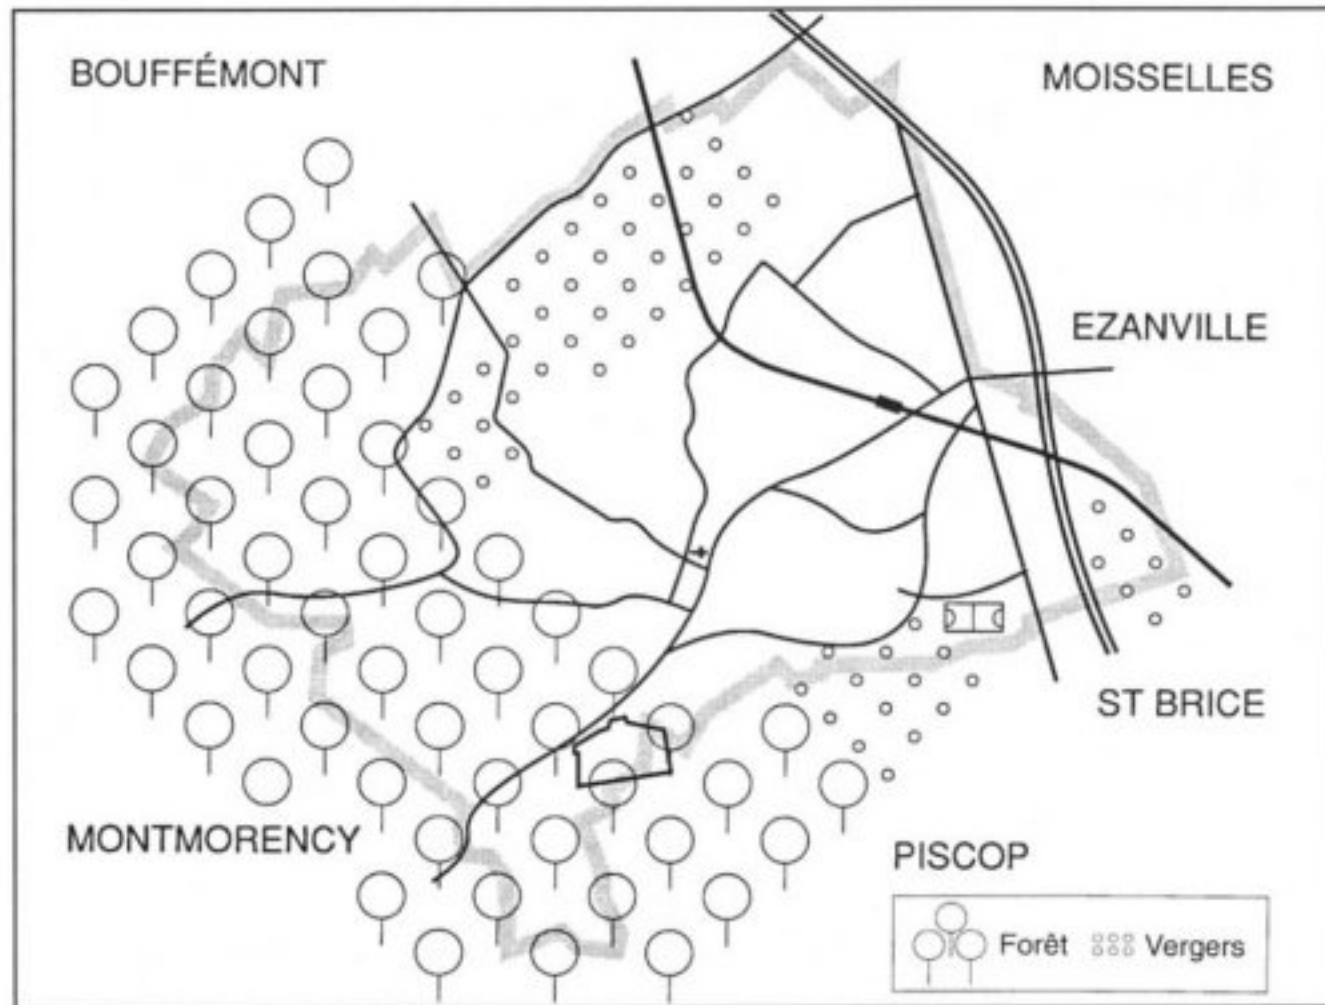 BOUFFÉMONT
MOISSELLES
EZANVILLE
ST BRICE
MONTMORENCY
PISCOP
Forêt
Vergers